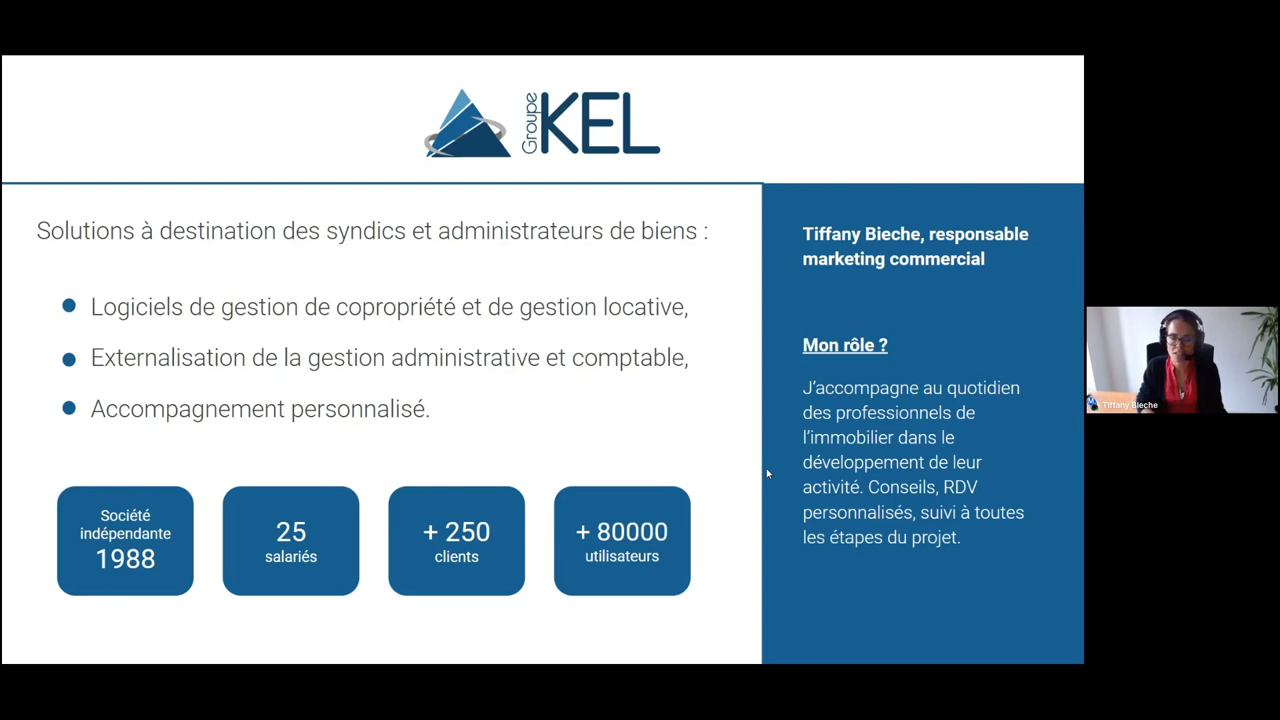 Groupe KEL
Solutions à destination des syndics et administrateurs de biens :
Logiciels de gestion de copropriété et de gestion locative,
Externalisation de la gestion administrative et comptable,
Accompagnement personnalisé.
Société
indépendante
1988
25
salariés
+ 250
clients
+ 80000
utilisateurs
Tiffany Bieche, responsable
marketing commercial
Mon rôle ?
J’accompagne au quotidien
des professionnels de
l’immobilier dans le
développement de leur
activité. Conseils, RDV
personnalisés, suivi à toutes
les étapes du projet.
Tiffany Bieche